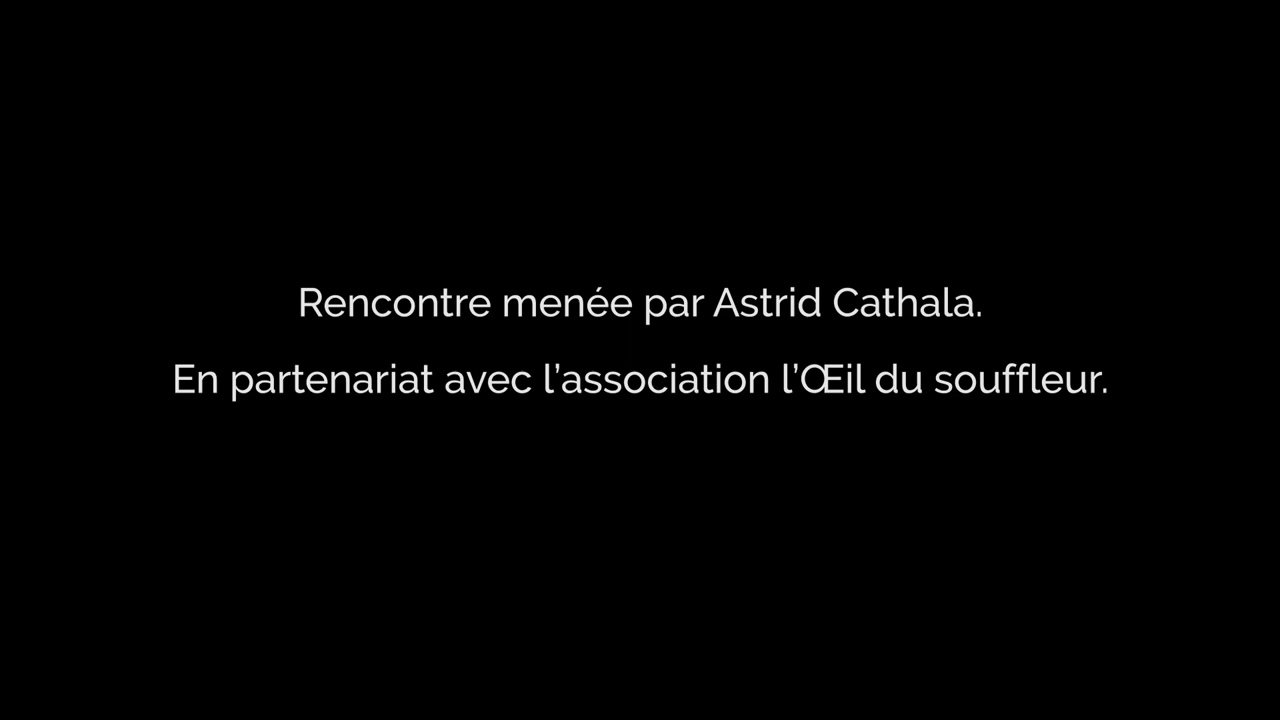 Rencontre menée par Astrid Cathala.
En partenariat avec l’association l’Œil du souffleur.